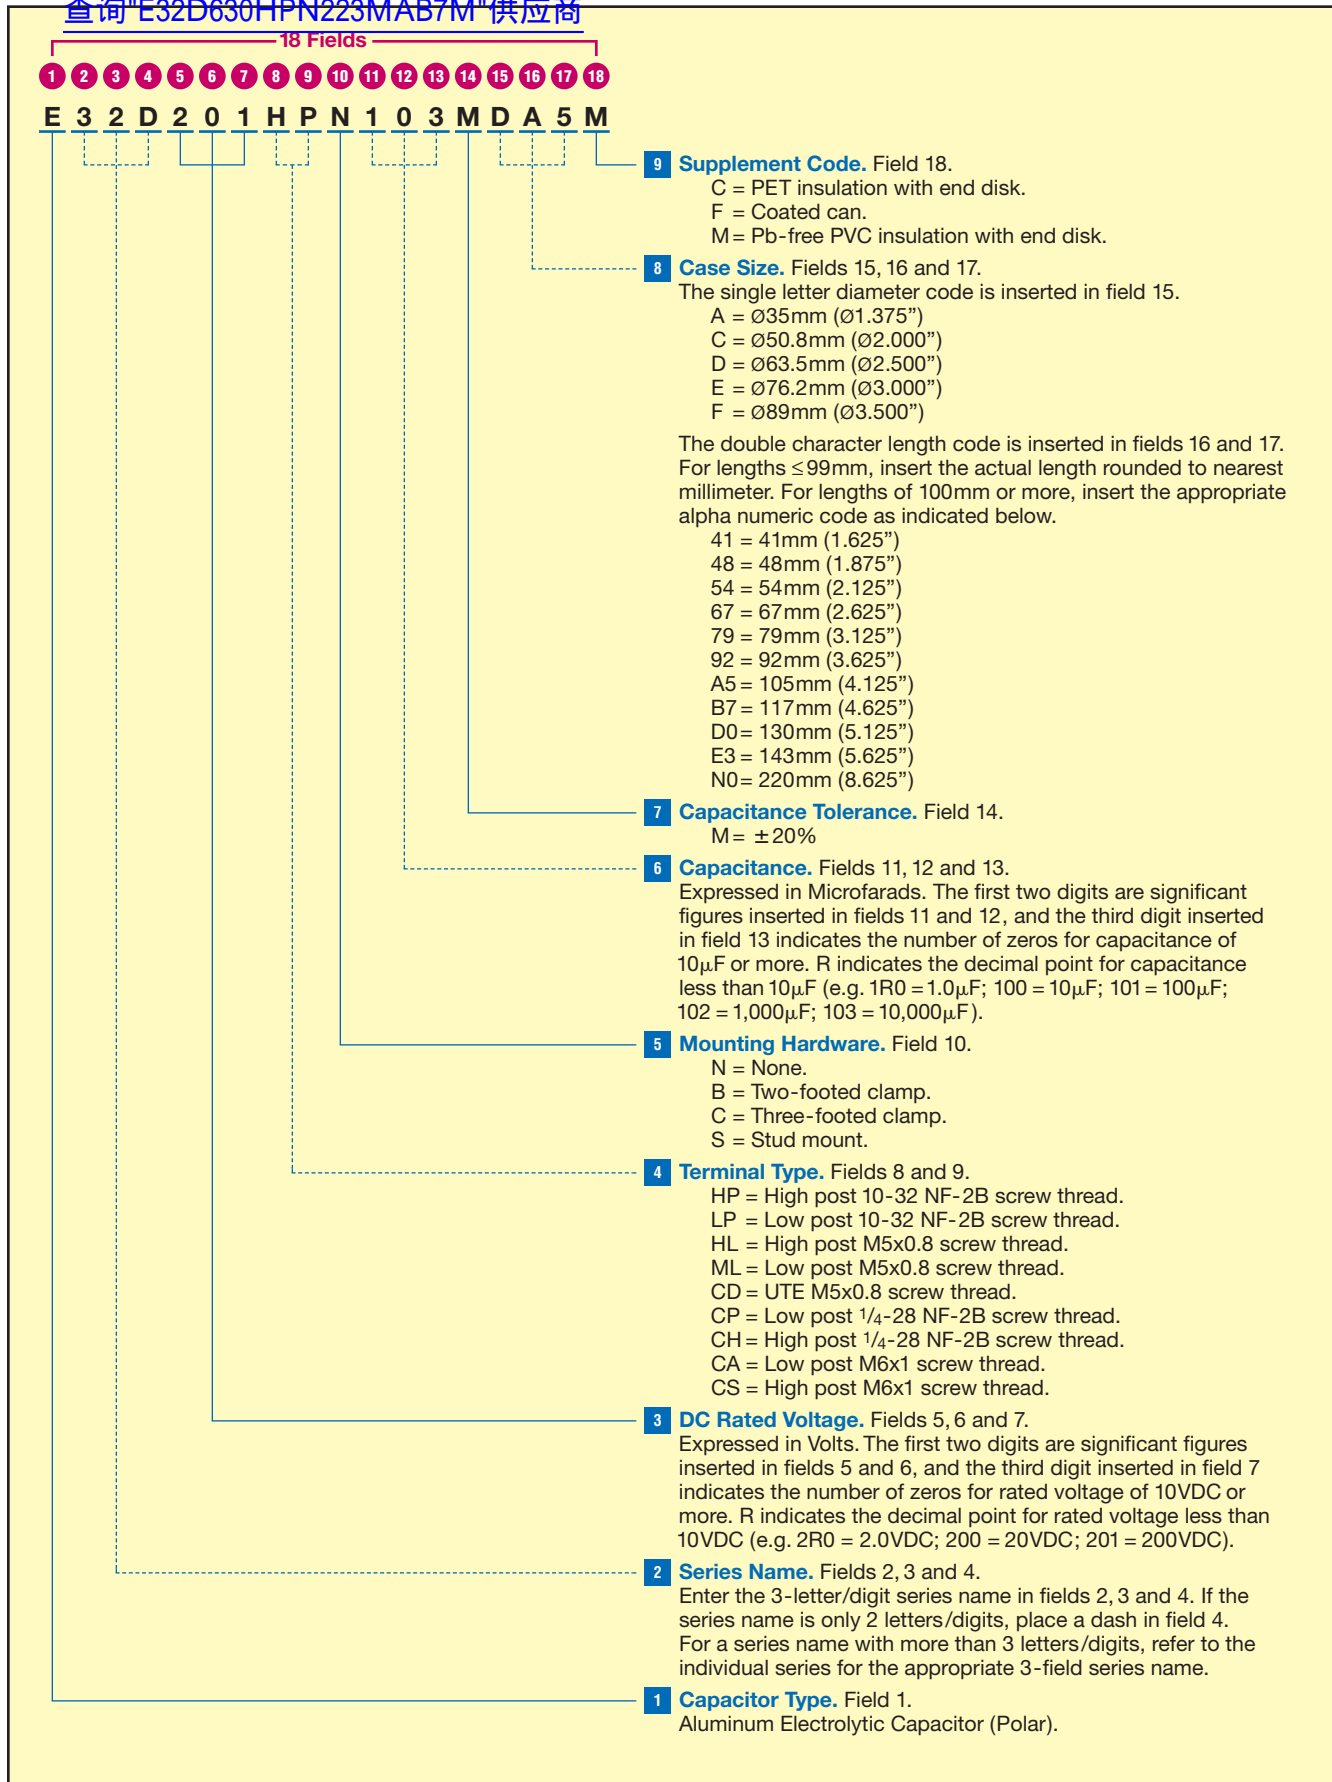 查询"E32D630HPN223MAB7M"供应商
18 Fields
1 2 3 4 5 6 7 8 9 10 11 12 13 14 15 16 17 18
E 3 2 D 2 0 1 H P N 1 0 3 M D A 5 M
9 Supplement Code. Field 18.
C = PET insulation with end disk.
F = Coated can.
M = Pb-free PVC insulation with end disk.
8 Case Size. Fields 15, 16 and 17.
The single letter diameter code is inserted in field 15.
A = Ø35mm (Ø1.375”)
C = Ø50.8mm (Ø2.000”)
D = Ø63.5mm (Ø2.500”)
E = Ø76.2mm (Ø3.000”)
F = Ø89mm (Ø3.500”)
The double character length code is inserted in fields 16 and 17.
For lengths ≤99mm, insert the actual length rounded to nearest
millimeter. For lengths of 100mm or more, insert the appropriate
alpha numeric code as indicated below.
41 = 41mm (1.625”)
48 = 48mm (1.875”)
54 = 54mm (2.125”)
67 = 67mm (2.625”)
79 = 79mm (3.125”)
92 = 92mm (3.625”)
A5 = 105mm (4.125”)
B7 = 117mm (4.625”)
D0 = 130mm (5.125”)
E3 = 143mm (5.625”)
N0 = 220mm (8.625”)
7 Capacitance Tolerance. Field 14.
M = ±20%
6 Capacitance. Fields 11, 12 and 13.
Expressed in Microfarads. The first two digits are significant
figures inserted in fields 11 and 12, and the third digit inserted
in field 13 indicates the number of zeros for capacitance of
10µF or more. R indicates the decimal point for capacitance
less than 10µF (e.g. 1R0 = 1.0µF; 100 = 10µF; 101 = 100µF;
102 = 1,000µF; 103 = 10,000µF).
5 Mounting Hardware. Field 10.
N = None.
B = Two-footed clamp.
C = Three-footed clamp.
S = Stud mount.
4 Terminal Type. Fields 8 and 9.
HP = High post 10-32 NF-2B screw thread.
LP = Low post 10-32 NF-2B screw thread.
HL = High post M5x0.8 screw thread.
ML = Low post M5x0.8 screw thread.
CD = UTE M5x0.8 screw thread.
CP = Low post 1/4-28 NF-2B screw thread.
CH = High post 1/4-28 NF-2B screw thread.
CA = Low post M6x1 screw thread.
CS = High post M6x1 screw thread.
3 DC Rated Voltage. Fields 5, 6 and 7.
Expressed in Volts. The first two digits are significant figures
inserted in fields 5 and 6, and the third digit inserted in field 7
indicates the number of zeros for rated voltage of 10VDC or
more. R indicates the decimal point for rated voltage less than
10VDC (e.g. 2R0 = 2.0VDC; 200 = 20VDC; 201 = 200VDC).
2 Series Name. Fields 2, 3 and 4.
Enter the 3-letter/digit series name in fields 2, 3 and 4. If the
series name is only 2 letters/digits, place a dash in field 4.
For a series name with more than 3 letters/digits, refer to the
individual series for the appropriate 3-field series name.
1 Capacitor Type. Field 1.
Aluminum Electrolytic Capacitor (Polar).